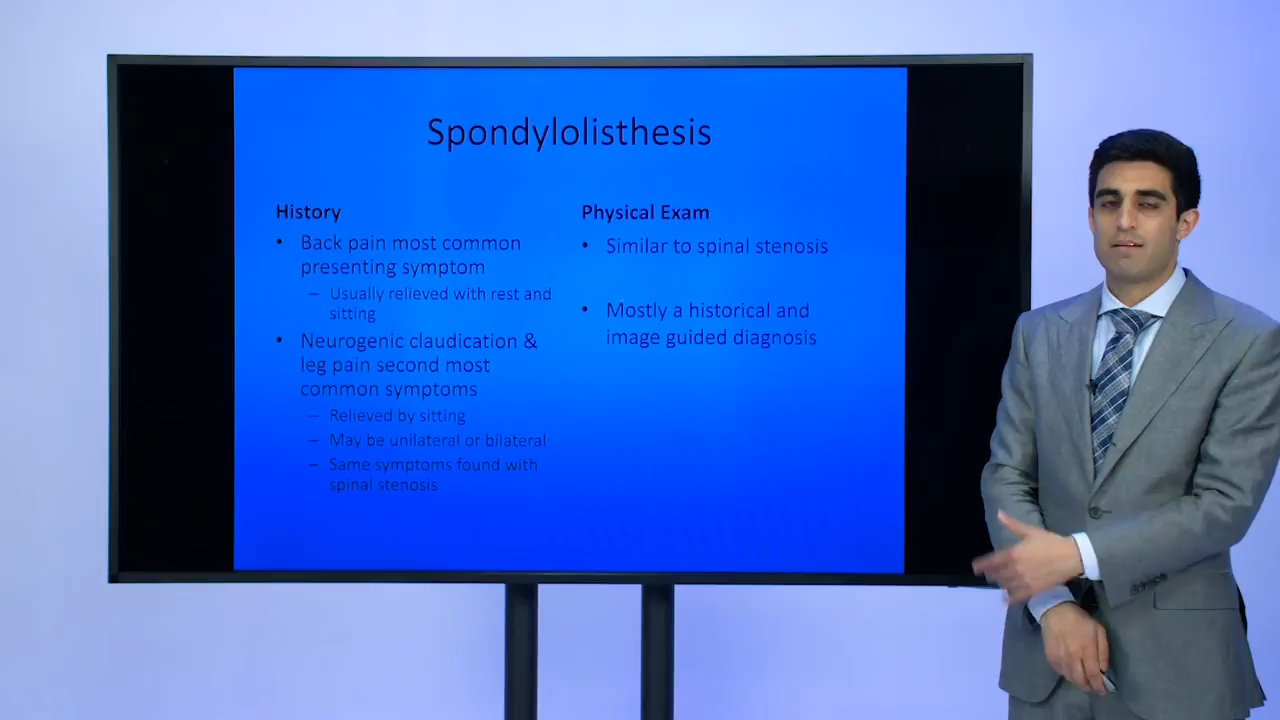 Spondylolisthesis
History
• Back pain most common
presenting symptom
– Usually relieved with rest and
sitting
• Neurogenic claudication &
leg pain second most
common symptoms
– Relieved by sitting
– May be unilateral or bilateral
– Same symptoms found with
spinal stenosis
Physical Exam
• Similar to spinal stenosis
• Mostly a historical and
image guided diagnosis